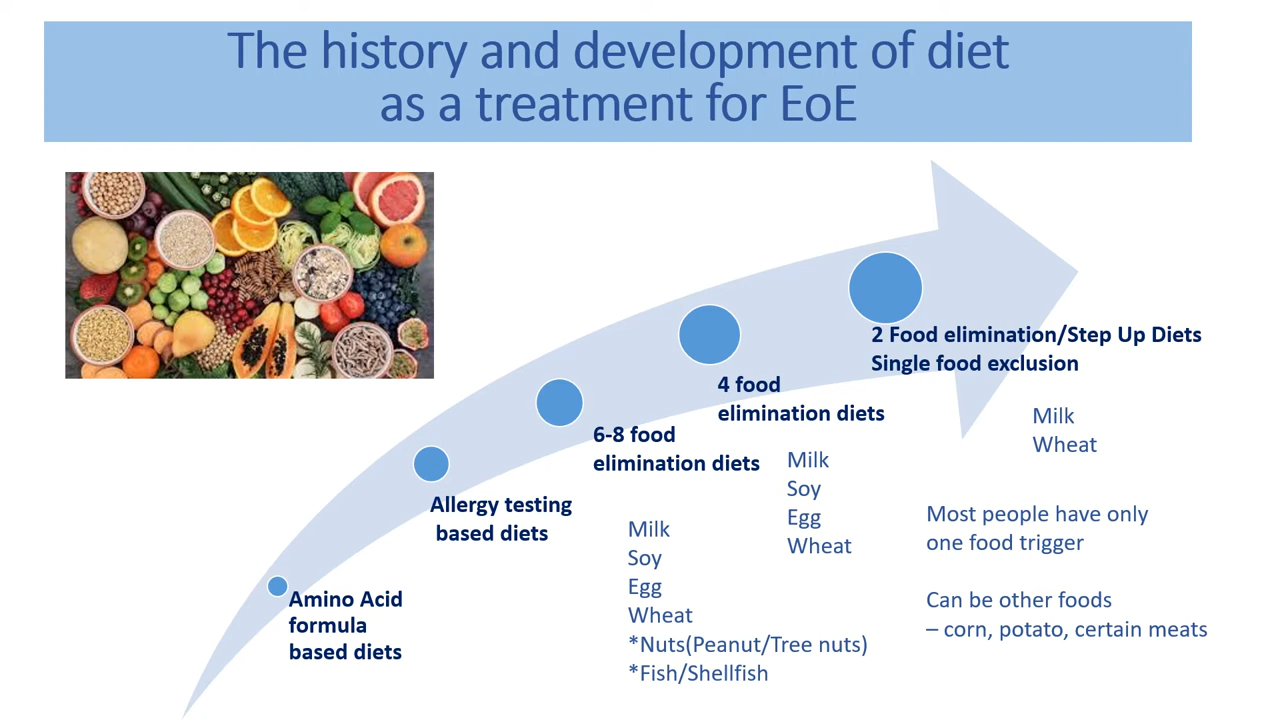 The history and development of diet
as a treatment for EoE
Amino Acid
formula
based diets
Allergy testing
based diets
6-8 food
elimination diets
Milk
Soy
Egg
Wheat
*Nuts(Peanut/Tree nuts)
*Fish/Shellfish
4 food
elimination diets
Milk
Soy
Egg
Wheat
2 Food elimination/Step Up Diets
Single food exclusion
Milk
Wheat
Most people have only
one food trigger
Can be other foods
– corn, potato, certain meats